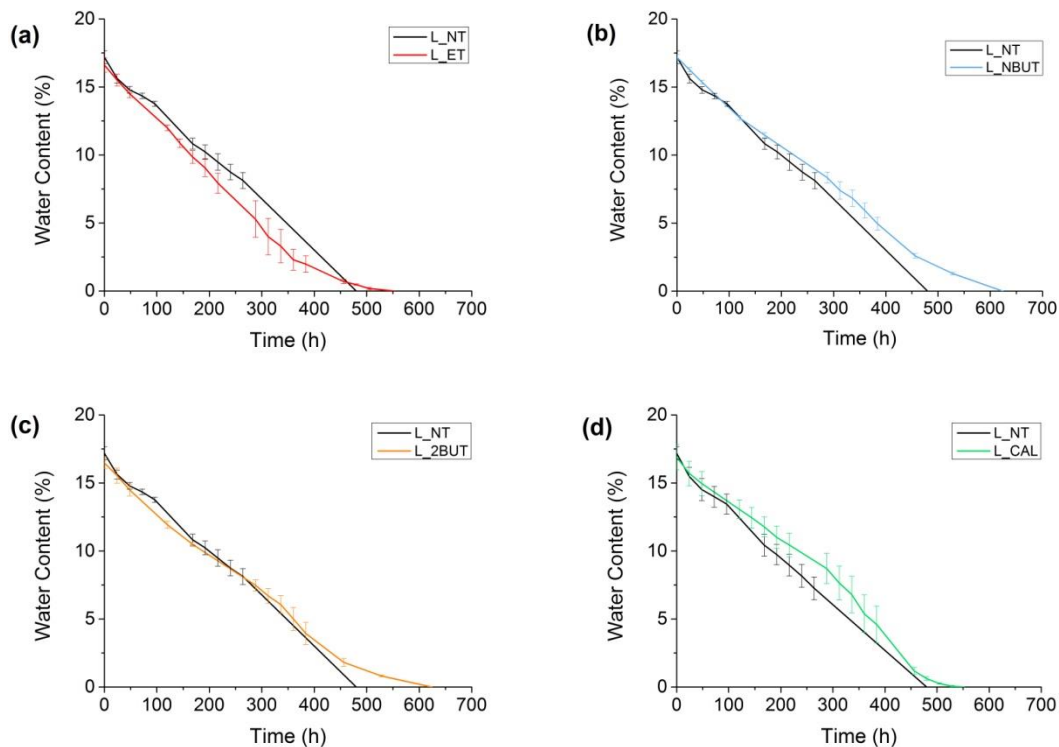 (a)
L_NT
L_ET
Water Content (%)
20
15
10
5
0
0 100 200 300 400 500 600 700
Time (h)
(b)
L_NT
L_NBUT
Water Content (%)
20
15
10
5
0
0 100 200 300 400 500 600 700
Time (h)
(c)
L_NT
L_2BUT
Water Content (%)
20
15
10
5
0
0 100 200 300 400 500 600 700
Time (h)
(d)
L_NT
L_CAL
Water Content (%)
20
15
10
5
0
0 100 200 300 400 500 600 700
Time (h)